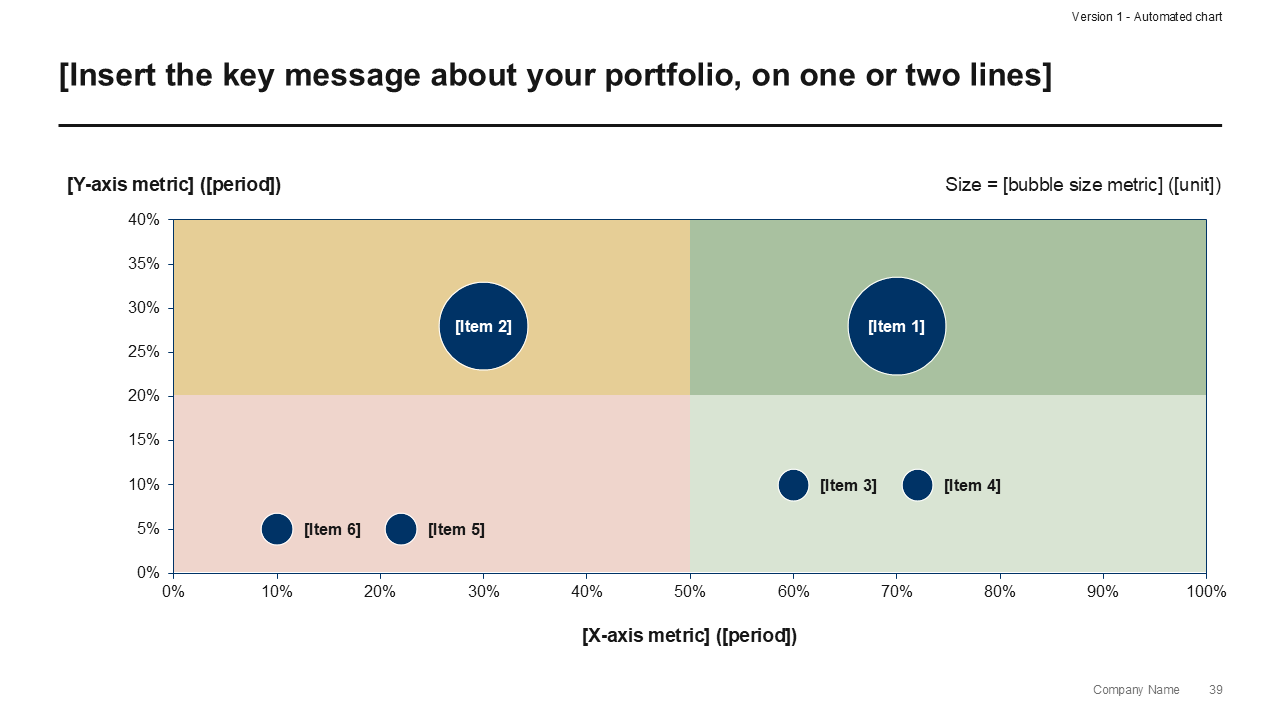 Version 1 - Automated chart
[Insert the key message about your portfolio, on one or two lines]
[Y-axis metric] ([period])
Size = [bubble size metric] ([unit])
40%
35%
30%
25%
20%
15%
10%
5%
0%
[Item 2]
[Item 1]
[Item 3]
[Item 4]
[Item 6]
[Item 5]
0% 10% 20% 30% 40% 50% 60% 70% 80% 90% 100%
[X-axis metric] ([period])
Company Name 39